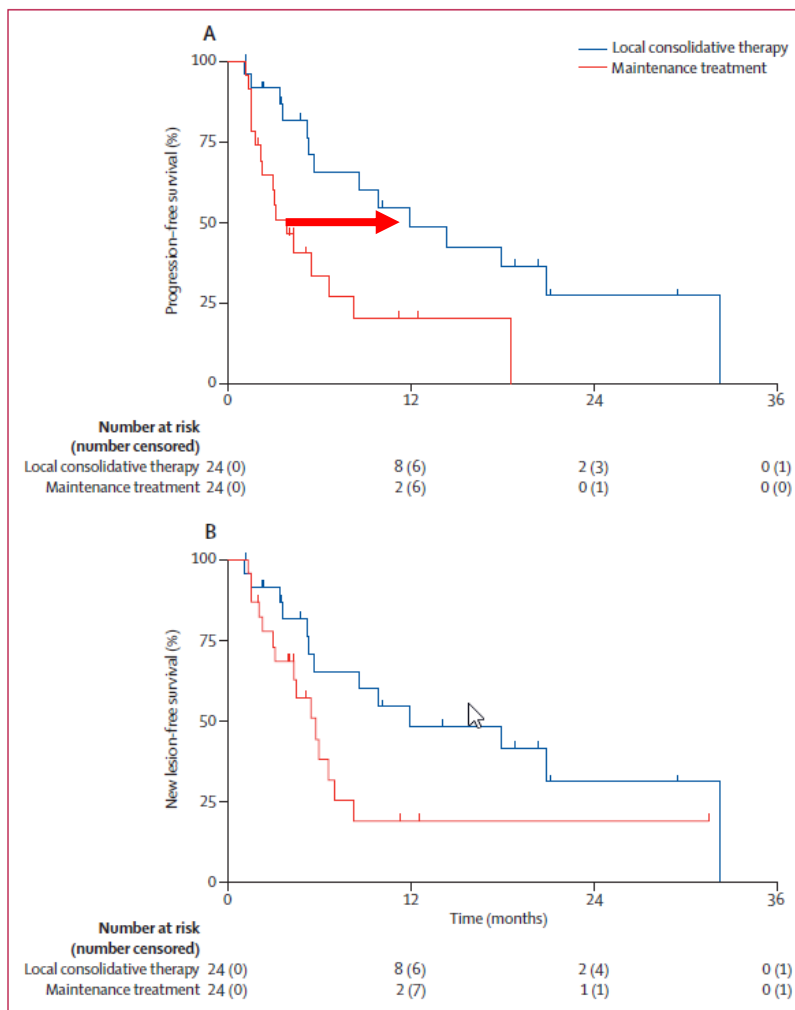 A
Local consolidative therapy
Maintenance treatment
Progression-free survival (%)
100
75
50
25
0
0 12 24 36
Number at risk
(number censored)
Local consolidative therapy 24 (0) 8 (6) 2 (3) 0 (1)
Maintenance treatment 24 (0) 2 (6) 0 (1) 0 (0)
B
New lesion-free survival (%)
100
75
50
25
0
0 12 24 36
Time (months)
Number at risk
(number censored)
Local consolidative therapy 24 (0) 8 (6) 2 (4) 0 (1)
Maintenance treatment 24 (0) 2 (7) 1 (1) 0 (1)